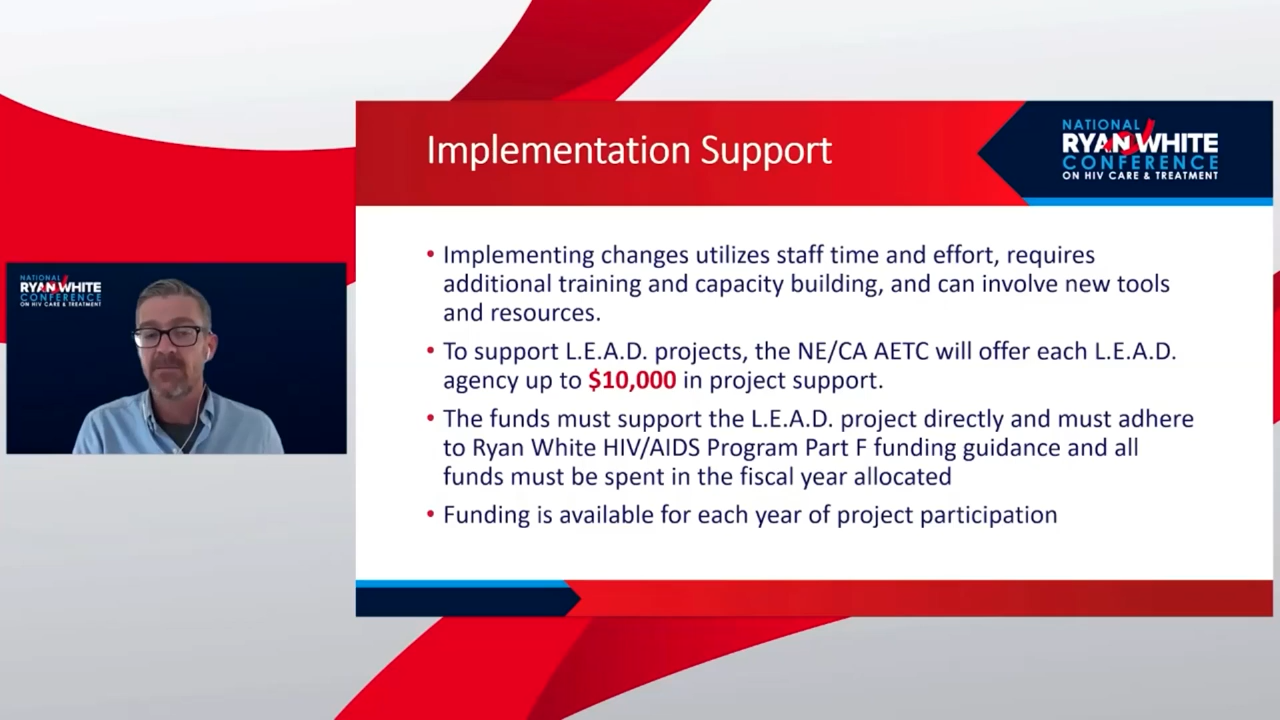 NATIONAL
RYAN WHITE
CONFERENCE
ON HIV CARE & TREATMENT
Implementation Support
NATIONAL
RYAN WHITE
CONFERENCE
ON HIV CARE & TREATMENT
• Implementing changes utilizes staff time and effort, requires
additional training and capacity building, and can involve new tools
and resources.
• To support L.E.A.D. projects, the NE/CA AETC will offer each L.E.A.D.
agency up to $10,000 in project support.
• The funds must support the L.E.A.D. project directly and must adhere
to Ryan White HIV/AIDS Program Part F funding guidance and all
funds must be spent in the fiscal year allocated
• Funding is available for each year of project participation